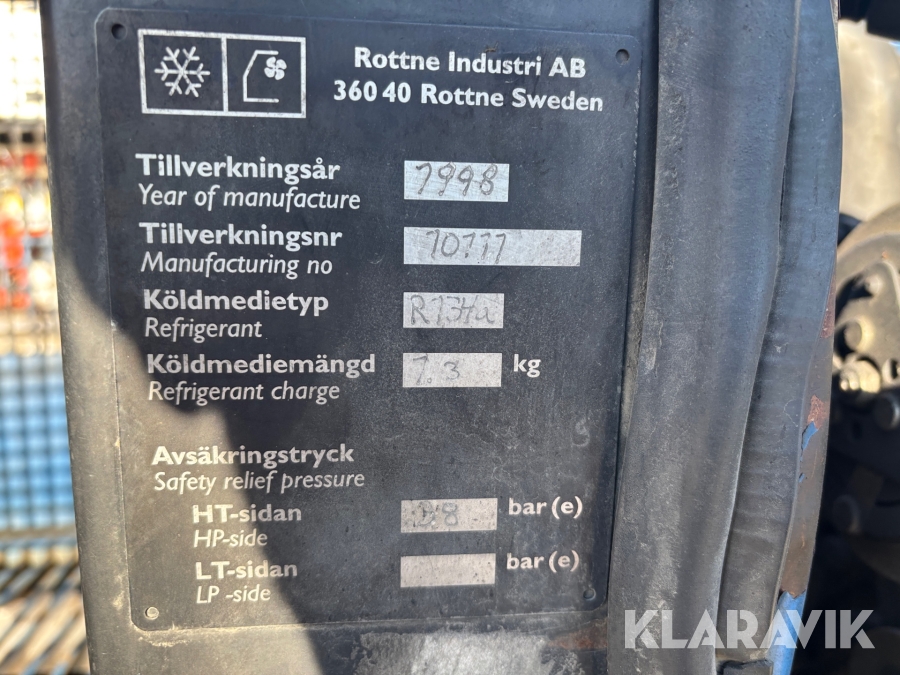 Rottne Industri AB
360 40 Rottne Sweden
Tillverkningsår
Year of manufacture
1998
Tillverkningsnr
Manufacturing no
10111
Köldmedietyp
Refrigerant
R134a
Köldmediemängd
Refrigerant charge
1.3 kg
Avsäkringstryck
Safety relief pressure
HT-sidan
HP-side
bar (e)
LT-sidan
LP -side
bar (e)
KLARAVIK